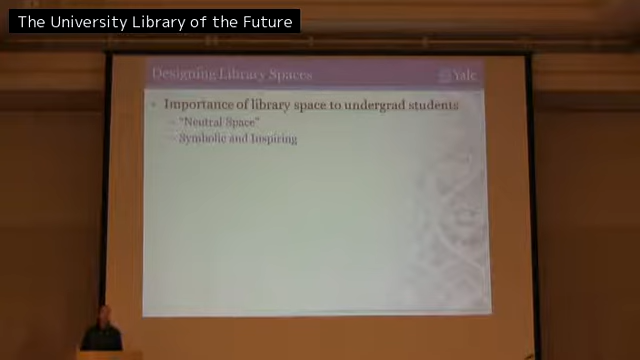 The University Library of the Future
Designing Library Spaces
Yale
Importance of library space to undergrad students
– "Neutral Space"
– Symbolic and Inspiring